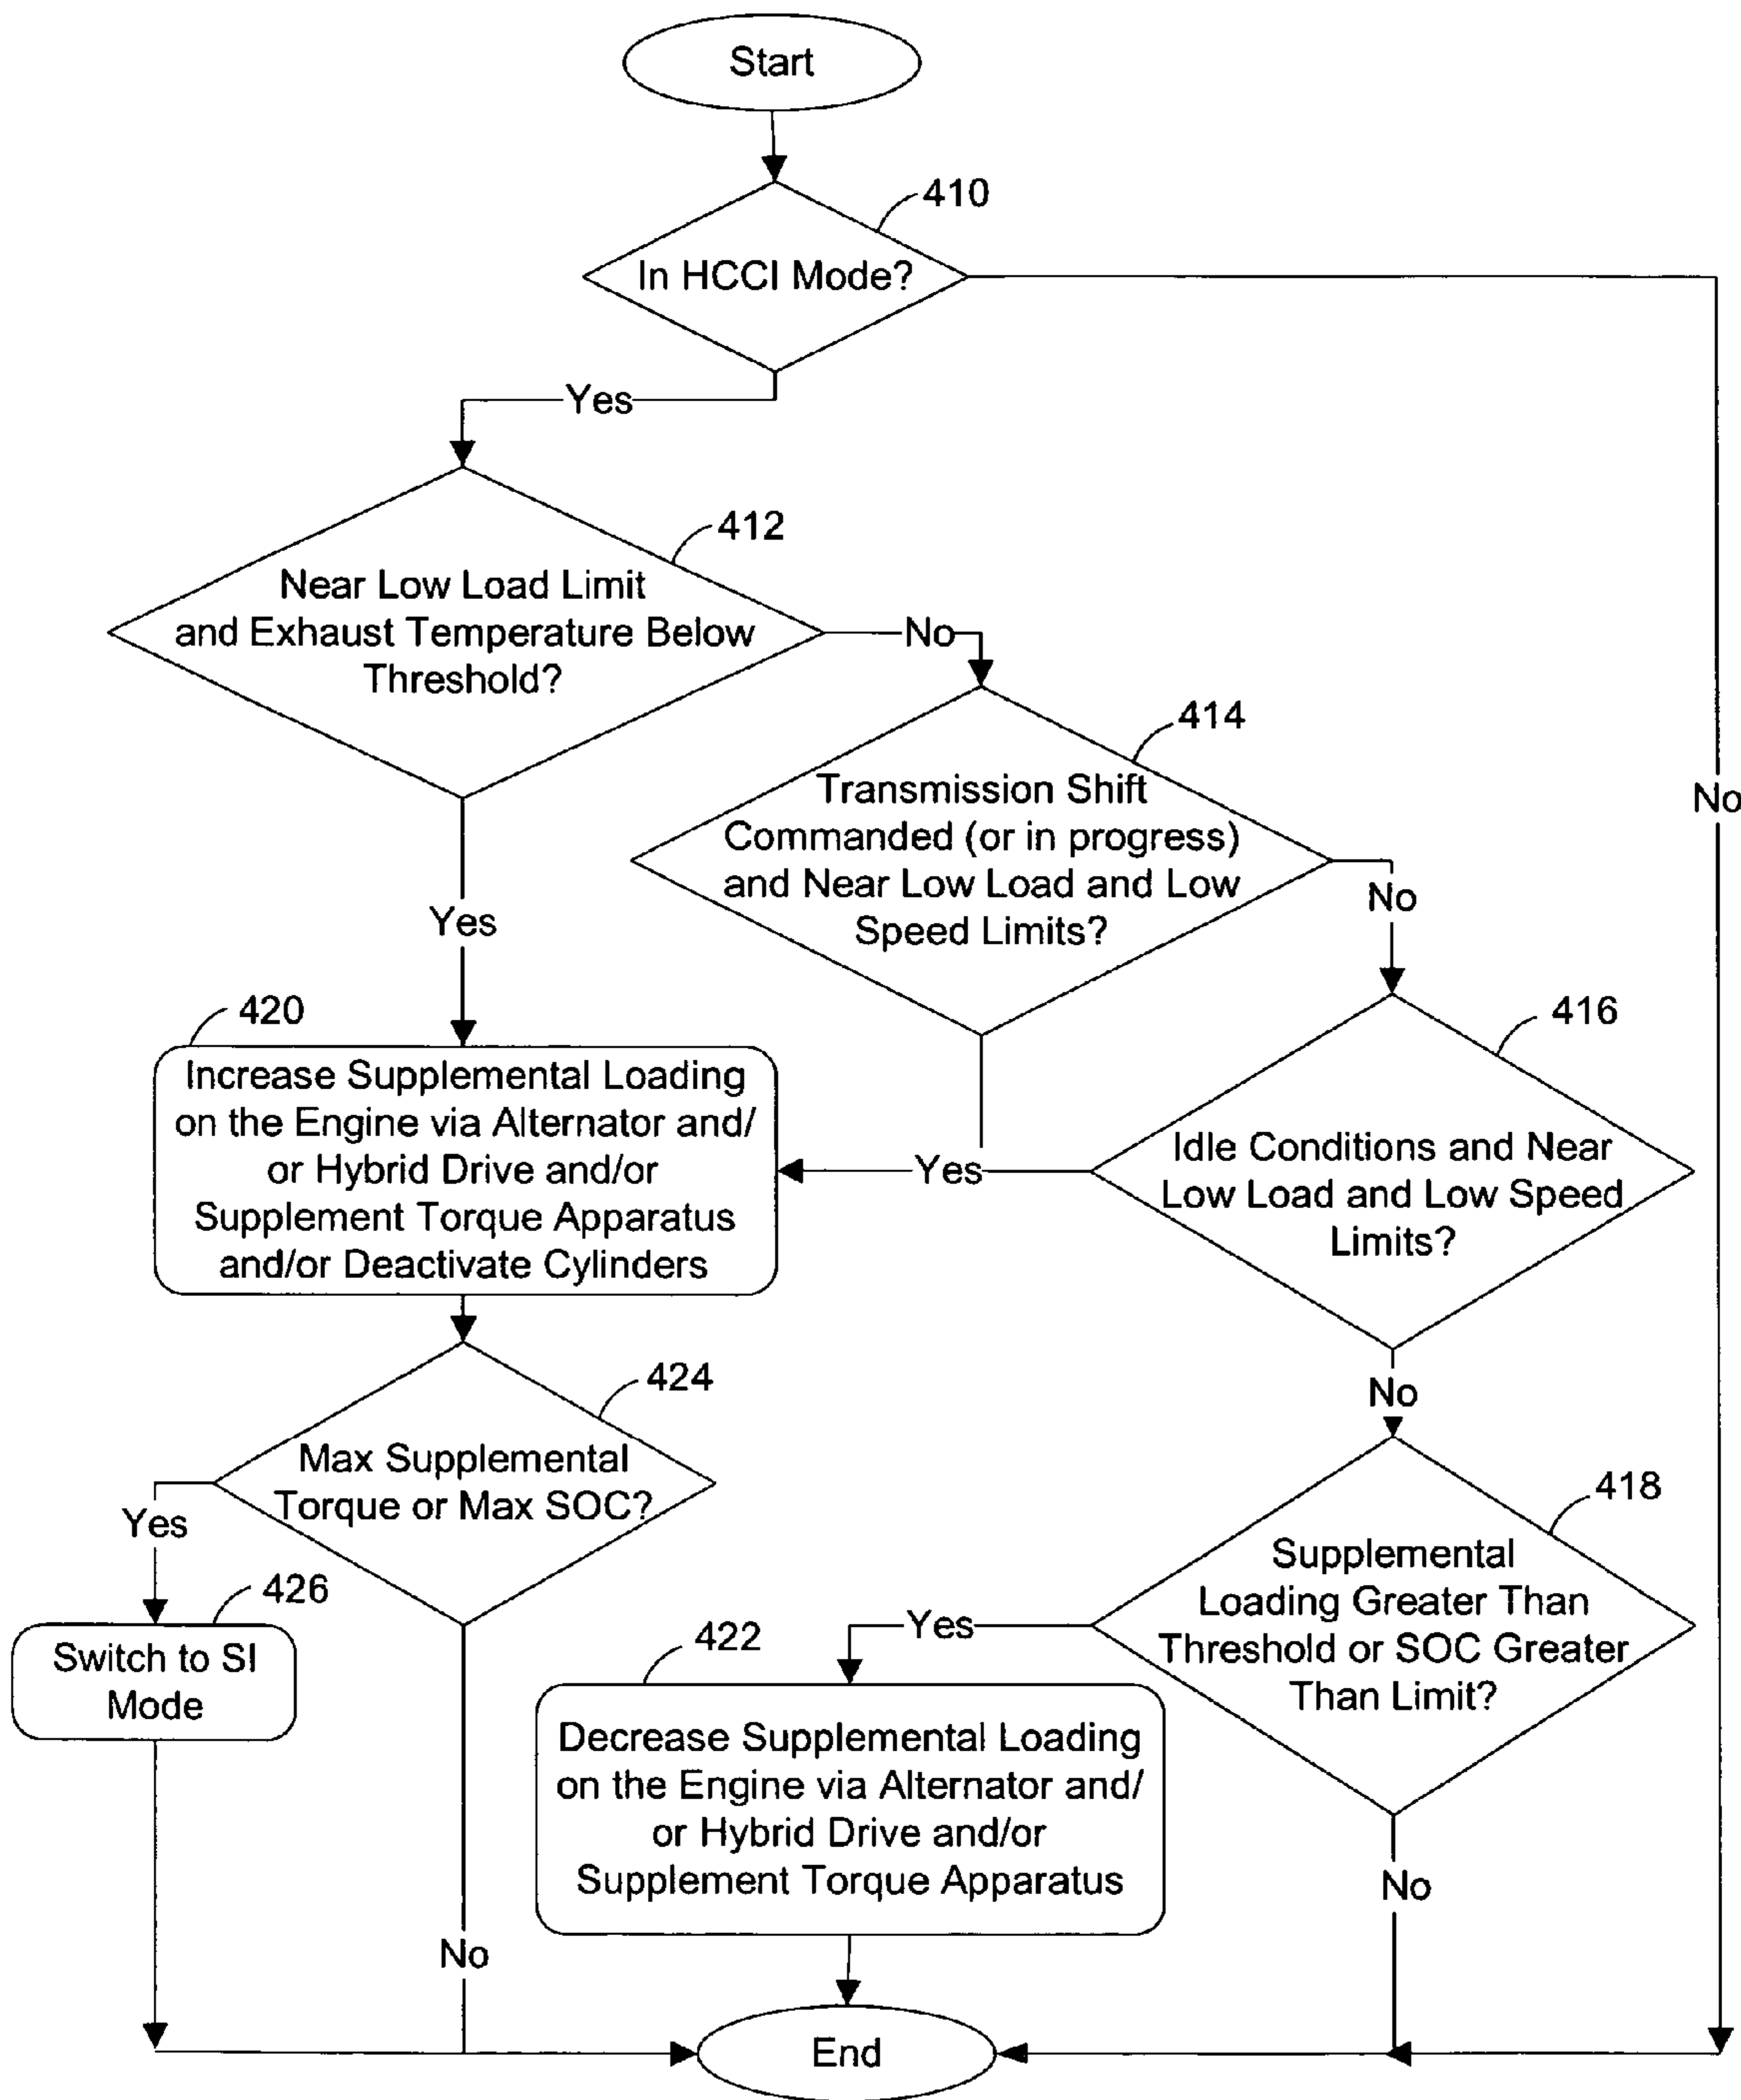 Start
410
In HCCI Mode?
Yes
412
Near Low Load Limit
and Exhaust Temperature Below
Threshold?
No
414
Transmission Shift
Commanded (or in progress)
and Near Low Load and Low
Speed Limits?
No
No
Yes
420
Increase Supplemental Loading
on the Engine via Alternator and/
or Hybrid Drive and/or
Supplement Torque Apparatus
and/or Deactivate Cylinders
Yes
416
Idle Conditions and Near
Low Load and Low Speed
Limits?
No
424
Max Supplemental
Torque or Max SOC?
Yes
426
Switch to SI
Mode
No
418
Supplemental
Loading Greater Than
Threshold or SOC Greater
Than Limit?
Yes
422
Decrease Supplemental Loading
on the Engine via Alternator and/
or Hybrid Drive and/or
Supplement Torque Apparatus
No
End